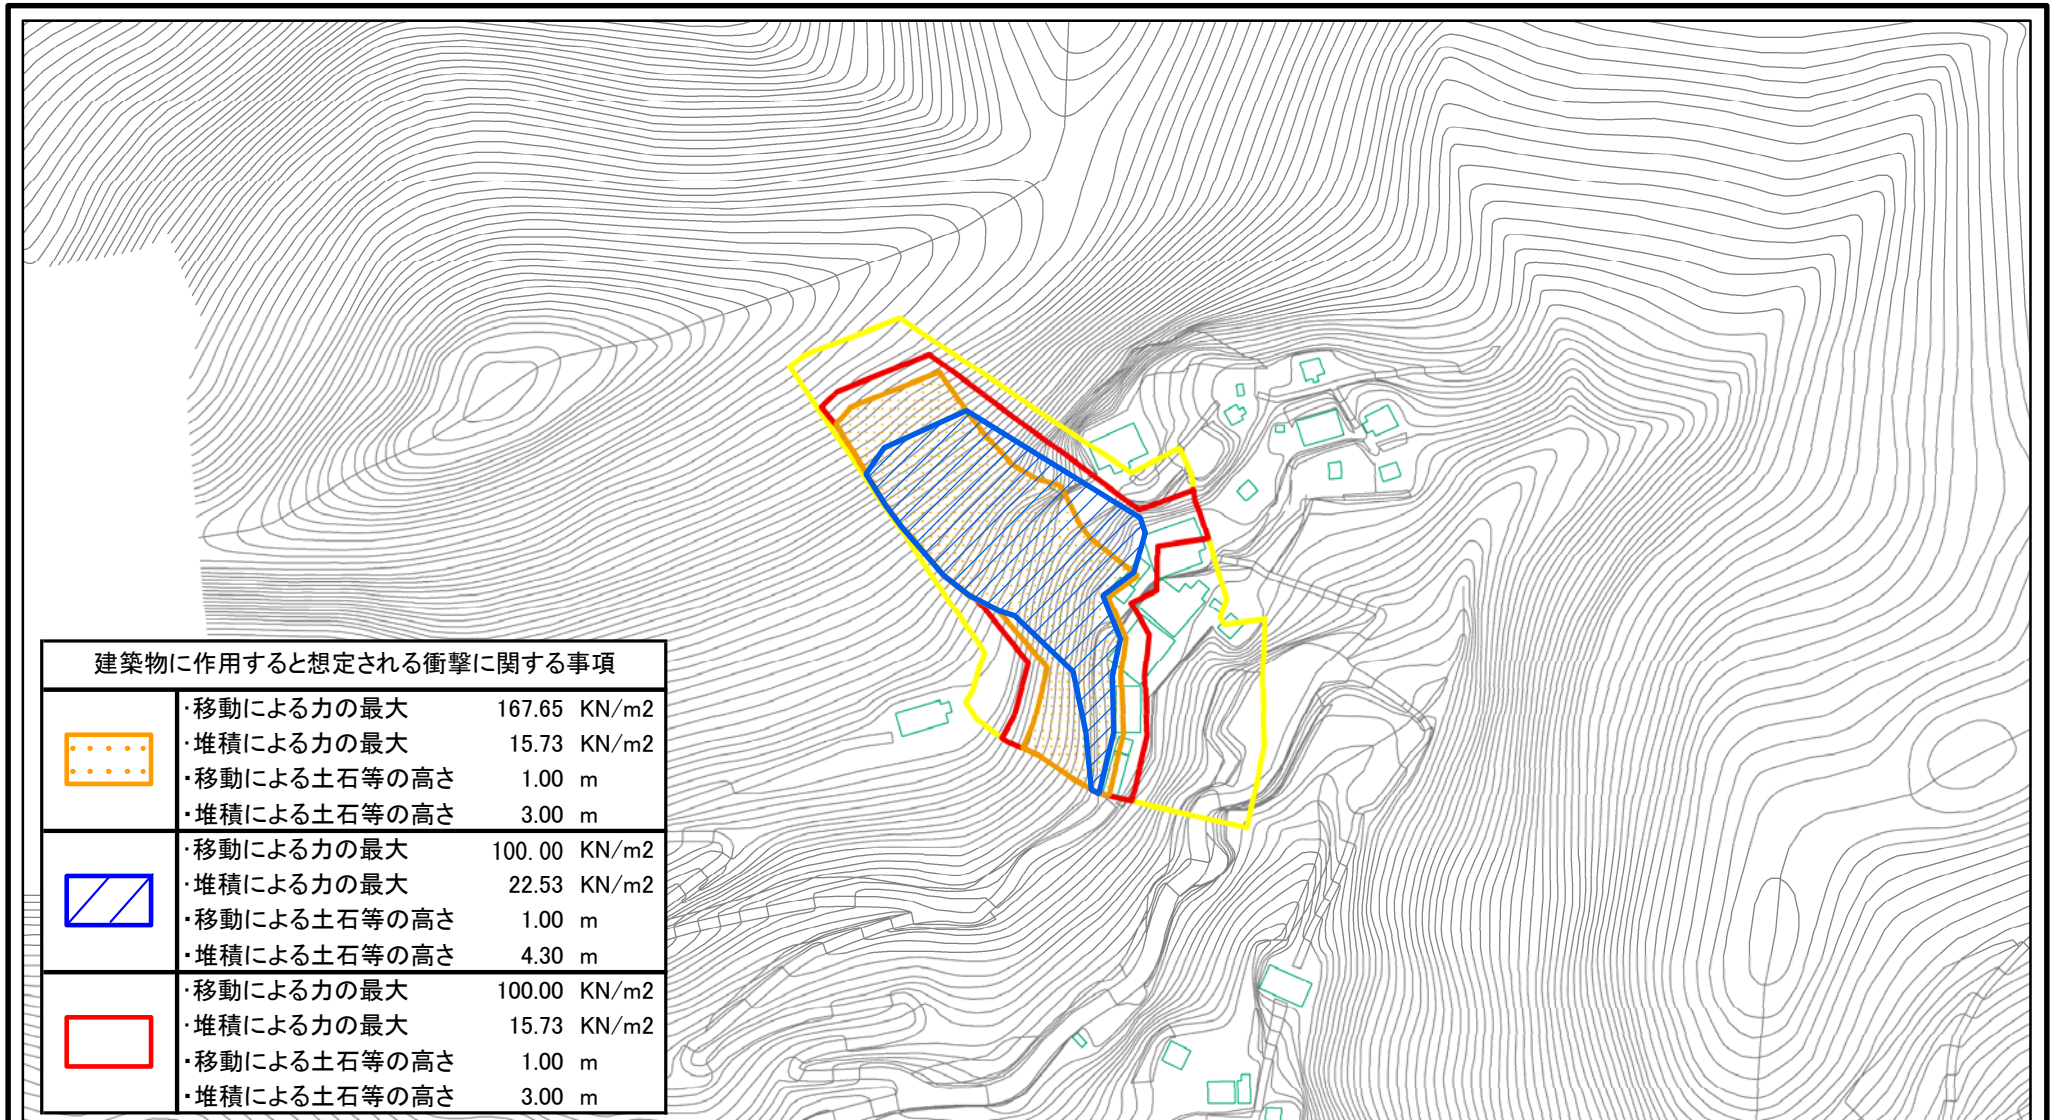 建築物に作用すると想定される衝撃に関する事項
・移動による力の最大 167.65 KN/m2
・堆積による力の最大 15.73 KN/m2
・移動による土石等の高さ 1.00 m
・堆積による土石等の高さ 3.00 m
・移動による力の最大 100.00 KN/m2
・堆積による力の最大 22.53 KN/m2
・移動による土石等の高さ 1.00 m
・堆積による土石等の高さ 4.30 m
・移動による力の最大 100.00 KN/m2
・堆積による力の最大 15.73 KN/m2
・移動による土石等の高さ 1.00 m
・堆積による土石等の高さ 3.00 m